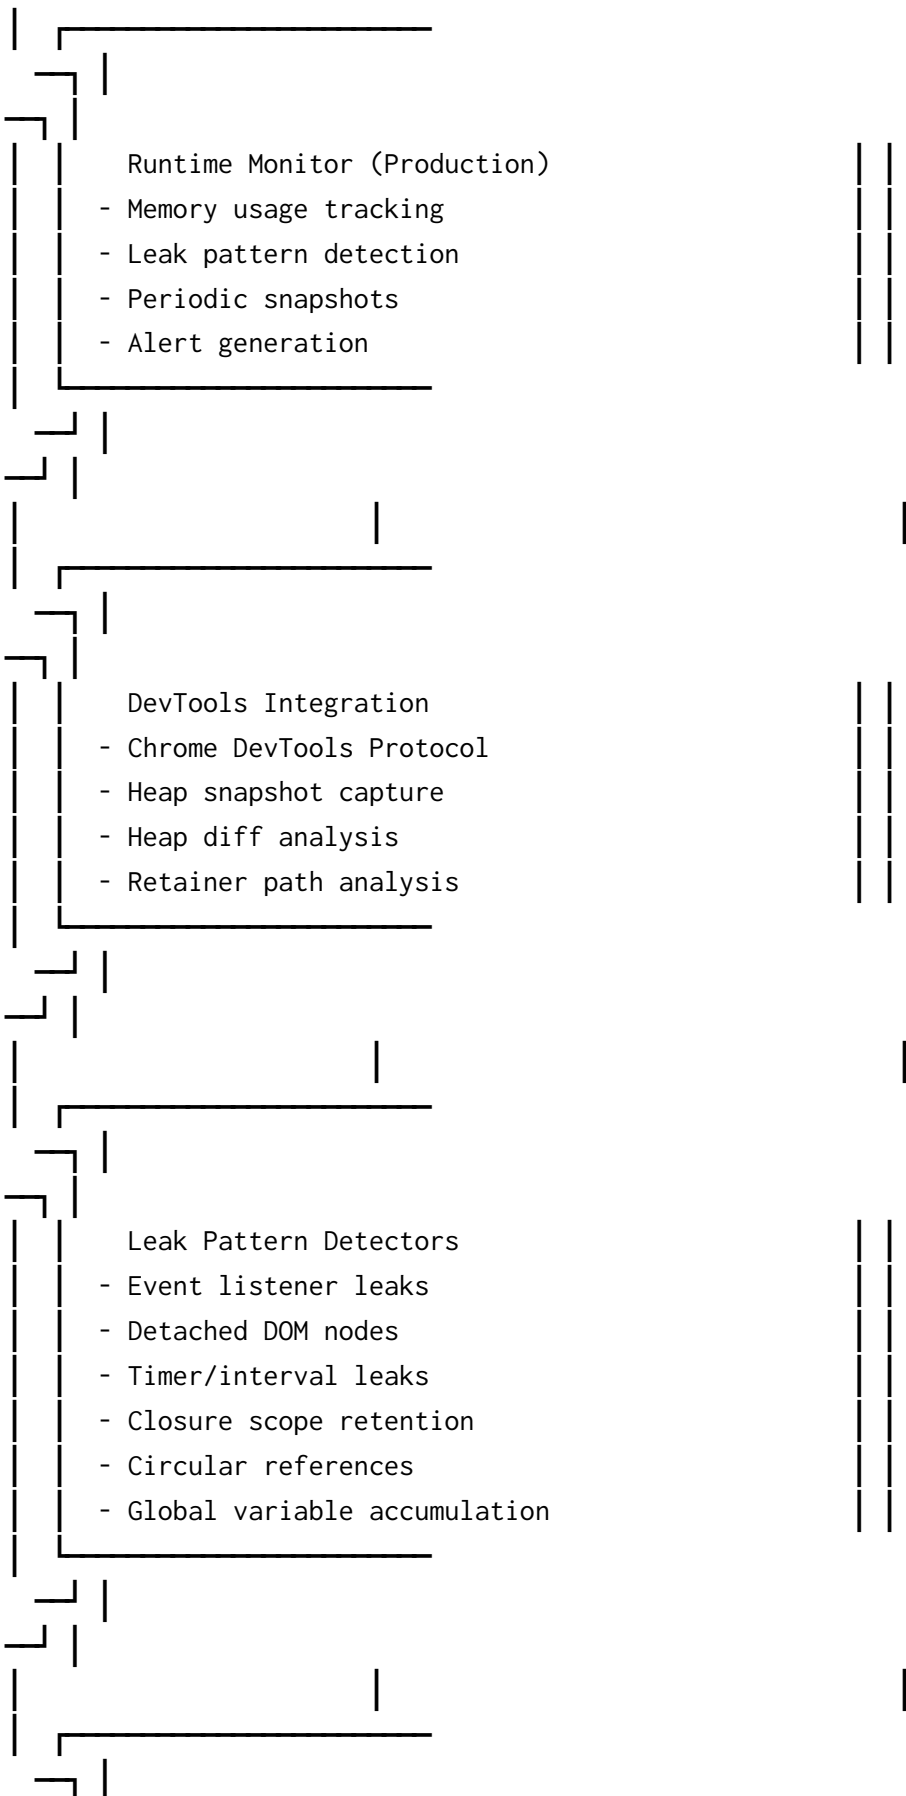 Runtime Monitor (Production)
- Memory usage tracking
- Leak pattern detection
- Periodic snapshots
- Alert generation
DevTools Integration
- Chrome DevTools Protocol
- Heap snapshot capture
- Heap diff analysis
- Retainer path analysis
Leak Pattern Detectors
- Event listener leaks
- Detached DOM nodes
- Timer/interval leaks
- Closure scope retention
- Circular references
- Global variable accumulation